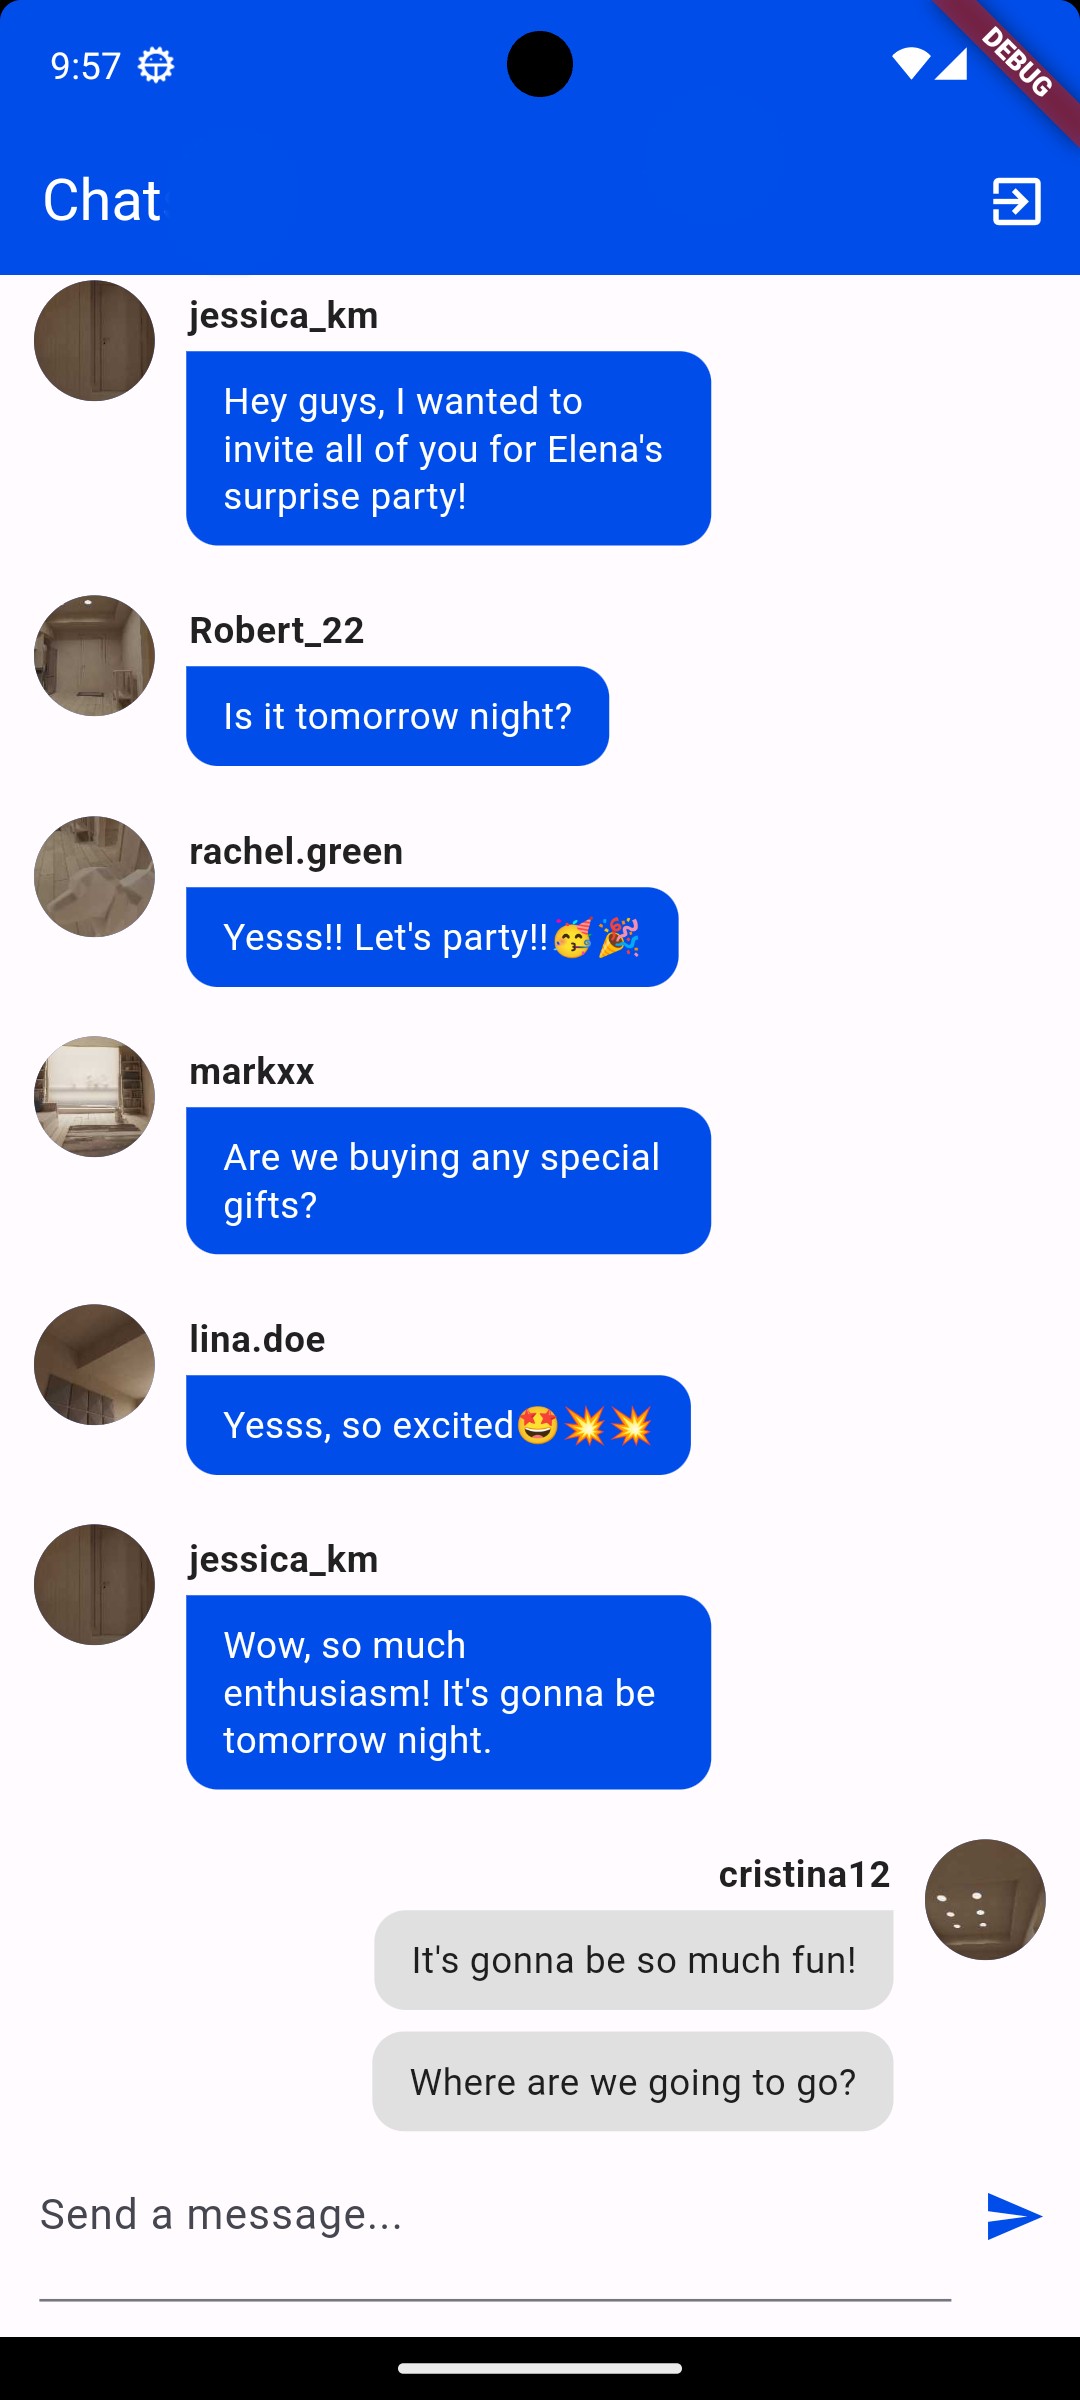 9:57
DEBUG
Chat
jessica_km
Hey guys, I wanted to
invite all of you for Elena's
surprise party!
Robert_22
Is it tomorrow night?
rachel.green
Yesss!! Let's party!!🥳🎉
markxx
Are we buying any special
gifts?
lina.doe
Yesss, so excited🤩💥💥
jessica_km
Wow, so much
enthusiasm! It's gonna be
tomorrow night.
cristina12
It's gonna be so much fun!
Where are we going to go?
Send a message...